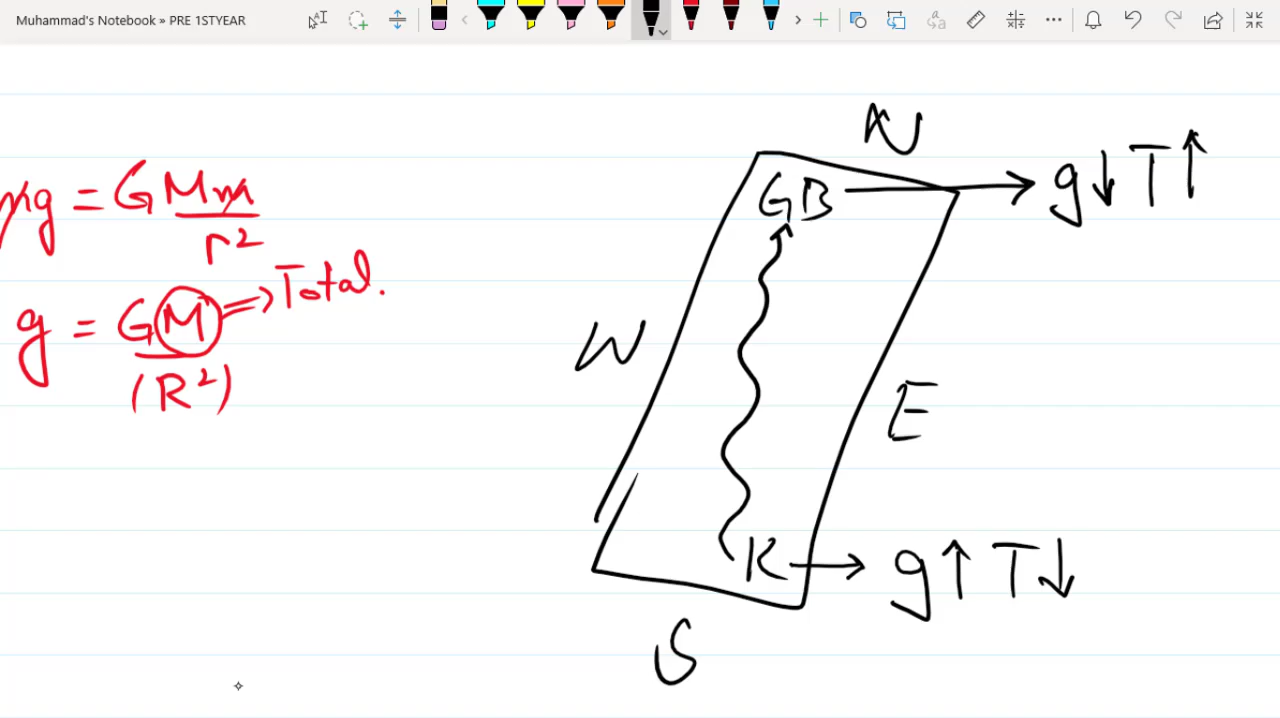 Muhammad's Notebook » PRE 1STYEAR
mg = GMm
r²
g = GM ⇒ Total.
(R²)
N
GB → g↓ T↑
W
E
K → g↑ T↓
S